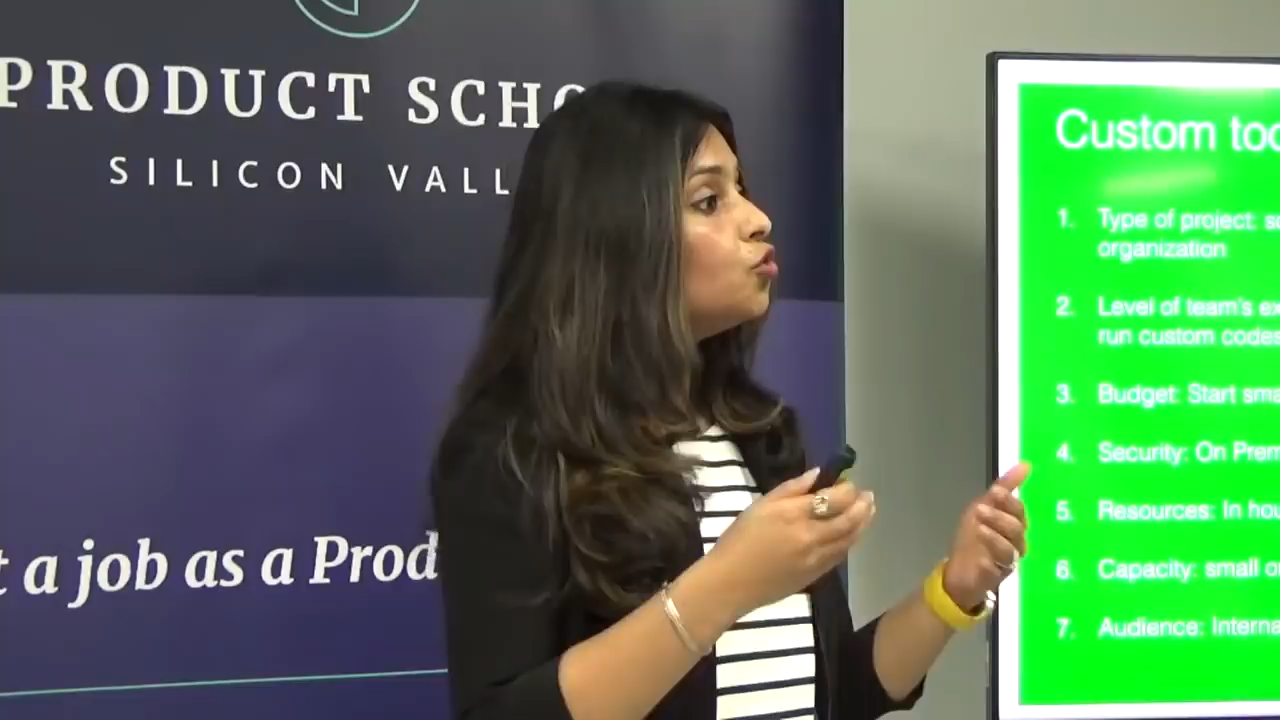 PRODUCT SCHO
SILICON VALL
t a job as a Prod
Custom too
1. Type of project: so
organization
2. Level of team's ex
run custom codes
3. Budget: Start sma
4. Security: On Prem
5. Resources: In hou
6. Capacity: small or
7. Audience: Interna